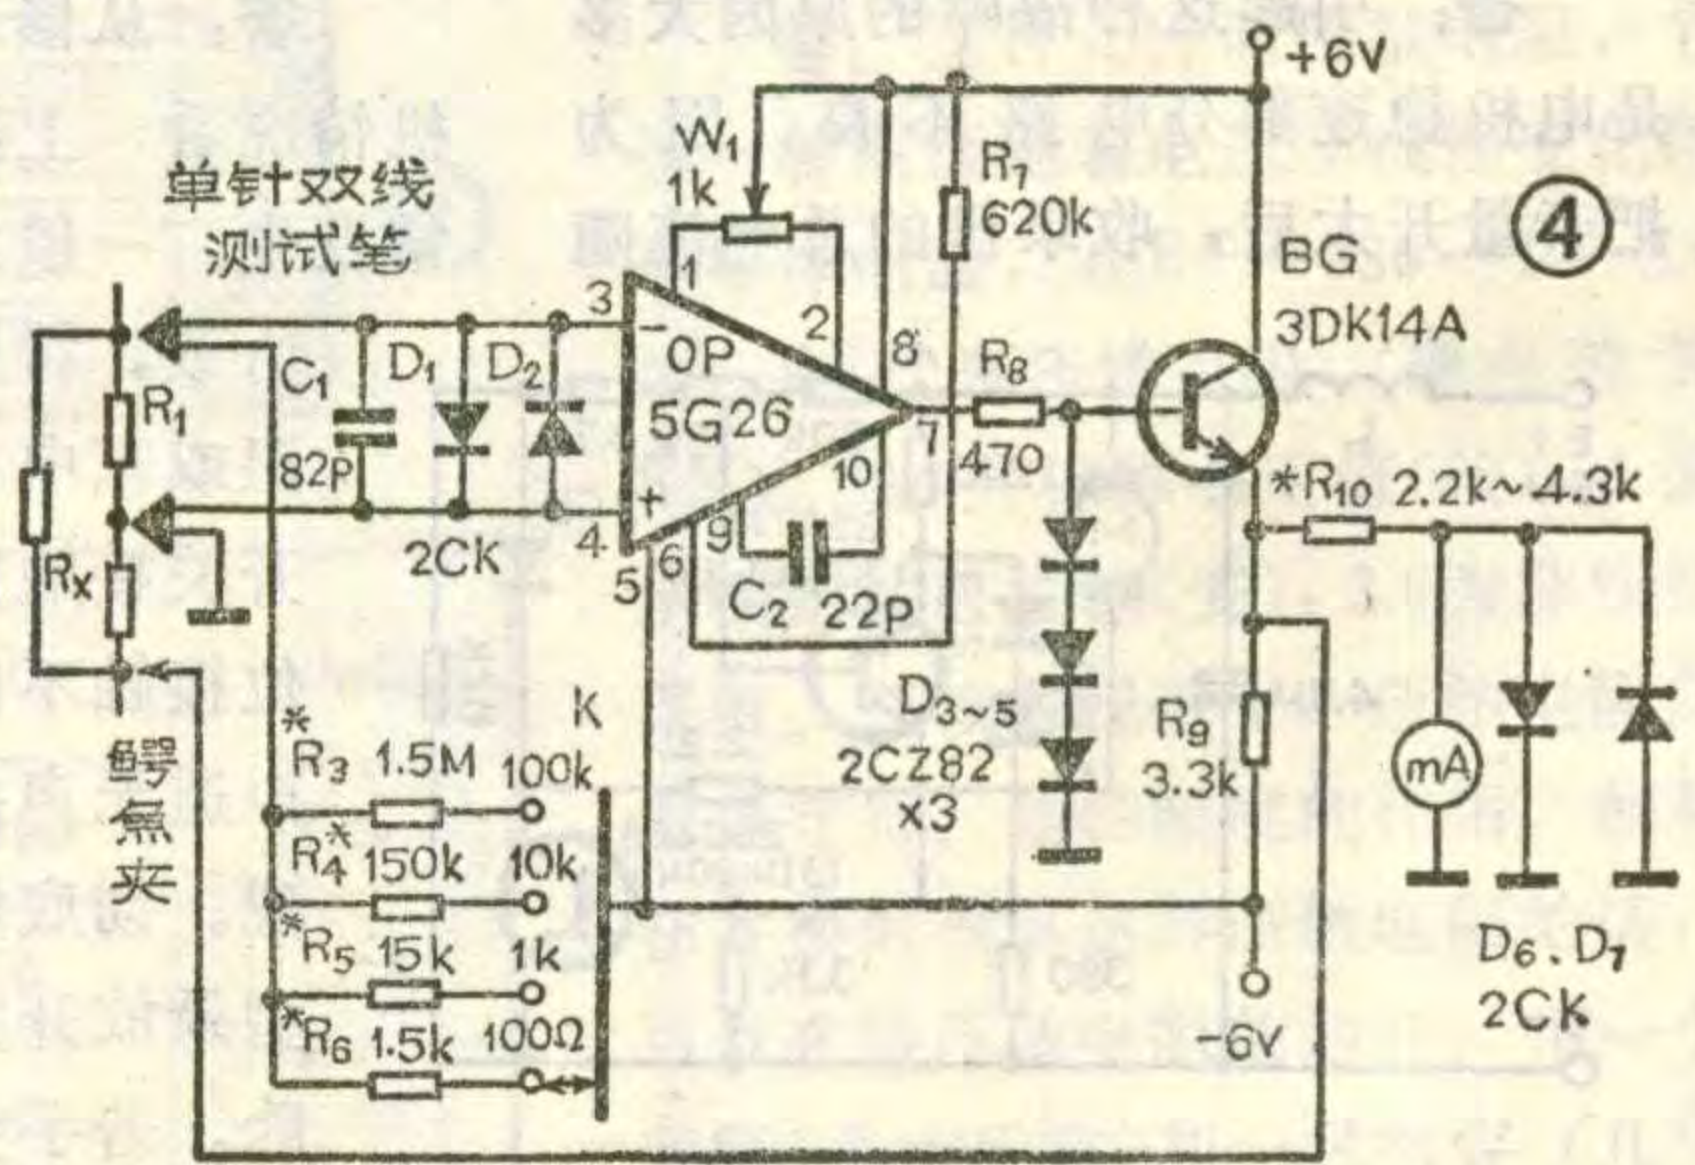 +6V
W₁
1k
R₇
620k
④
单针双线
测试笔
BG
3DK14A
3
1
2
8
−
OP
5G26
R₈
470
7
C₁
82P
D₁
D₂
R₁
2CK
4
+
5
6
9
10
C₂ 22P
*R₁₀ 2.2k~4.3k
Rx
K
D₃~₅
2CZ82
×3
R₉
3.3k
mA
鳄
鱼
夹
*
R₃ 1.5M 100k
R₄* 150k 10k
*R₅ 15k 1k
*R₆ 1.5k 100Ω
−6V
D₆.D₇
2CK